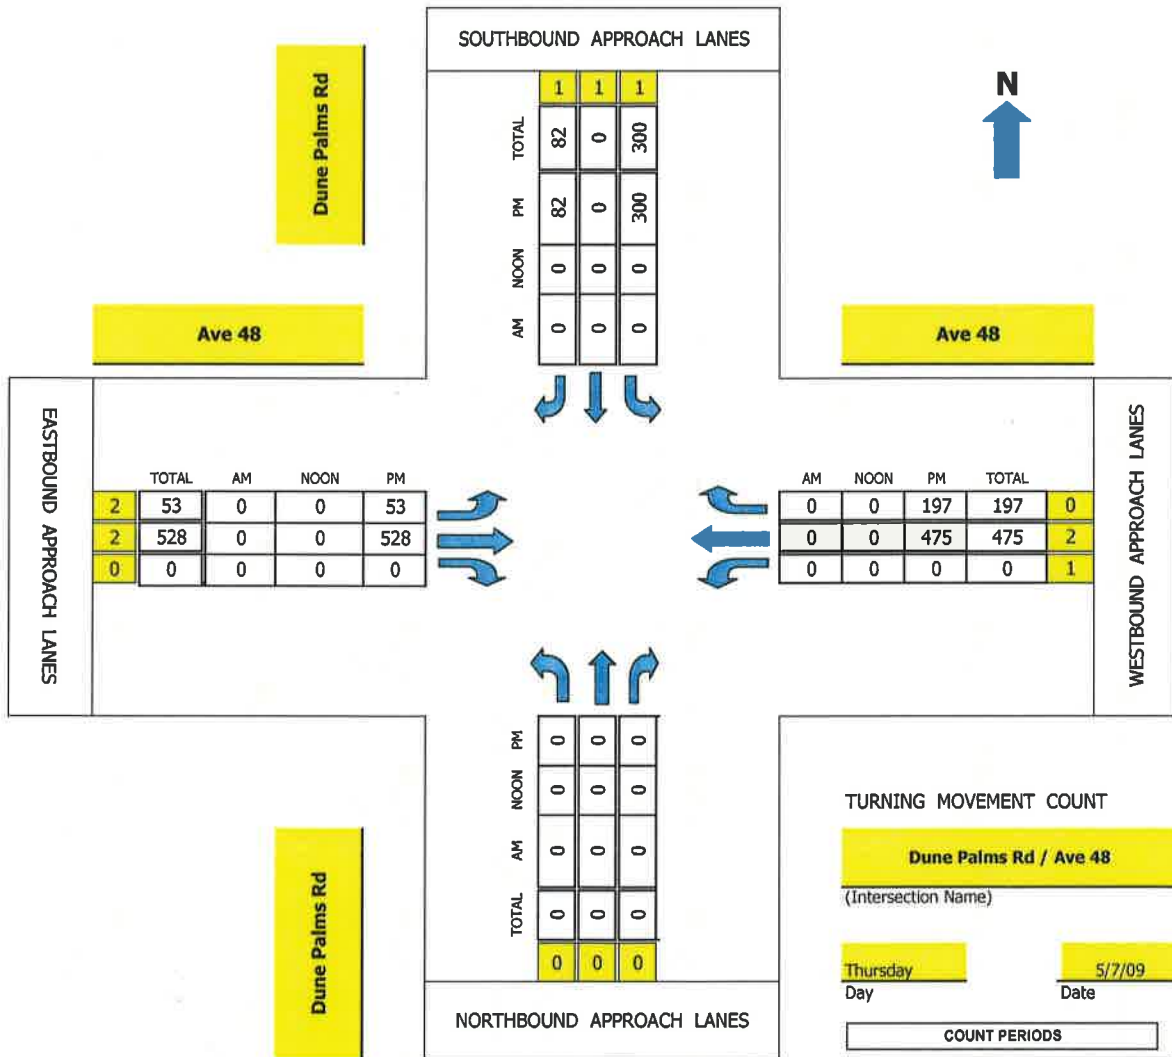 SOUTHBOUND APPROACH LANES
N
1 1 1
TOTAL 82 0 300
PM 82 0 300
NOON 0 0 0
AM 0 0 0
Dune Palms Rd
Ave 48
Ave 48
EASTBOUND APPROACH LANES
TOTAL AM NOON PM
2 53 0 0 53
2 528 0 0 528
0 0 0 0 0
AM NOON PM TOTAL
0 0 197 197 0
0 0 475 475 2
0 0 0 0 1
WESTBOUND APPROACH LANES
PM 0 0 0
NOON 0 0 0
AM 0 0 0
TOTAL 0 0 0
0 0 0
NORTHBOUND APPROACH LANES
Dune Palms Rd
TURNING MOVEMENT COUNT
Dune Palms Rd / Ave 48
(Intersection Name)
Thursday 5/7/09
Day Date
COUNT PERIODS